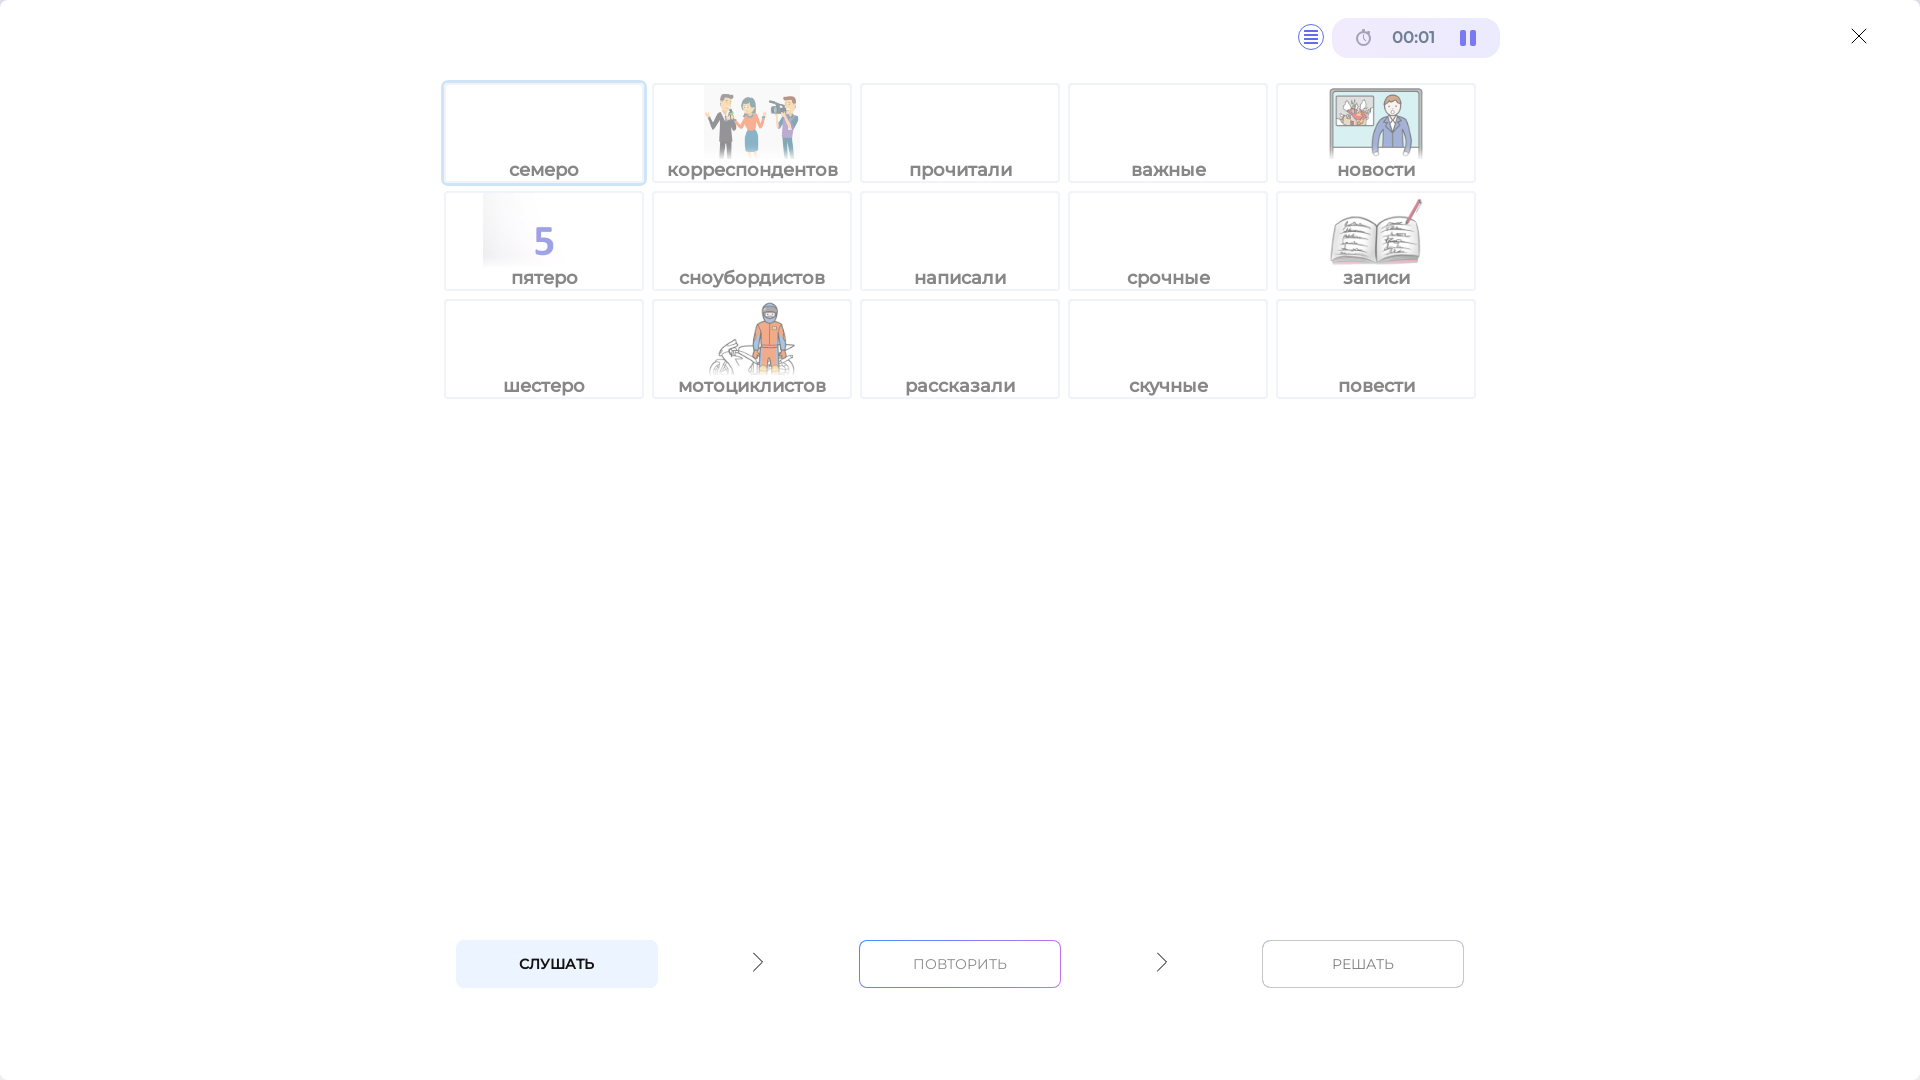 00:01
семеро корреспондентов прочитали важные новости
5
пятеро сноубордистов написали срочные записи
шестеро мотоциклистов рассказали скучные повести
СЛУШАТЬ ПОВТОРИТЬ РЕШАТЬ